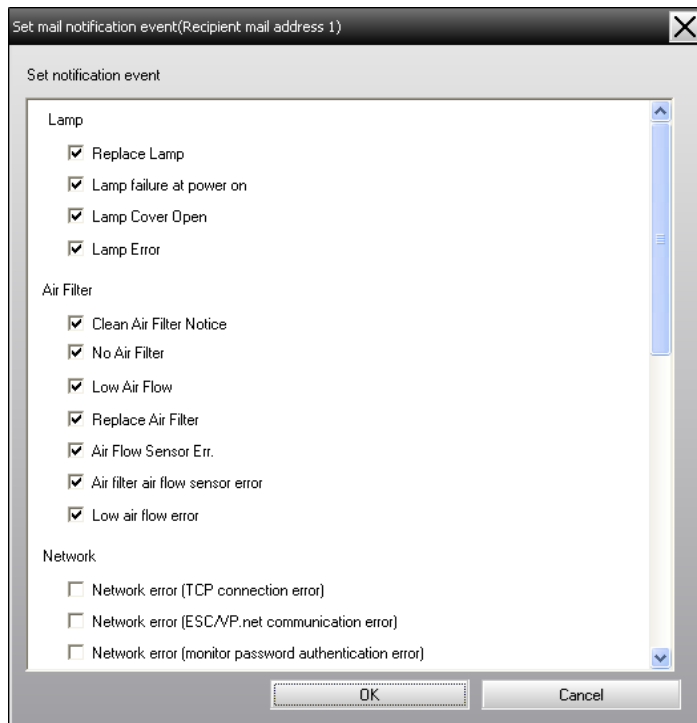 Set mail notification event(Recipient mail address 1)
Set notification event
Lamp
Replace Lamp
Lamp failure at power on
Lamp Cover Open
Lamp Error
Air Filter
Clean Air Filter Notice
No Air Filter
Low Air Flow
Replace Air Filter
Air Flow Sensor Err.
Air filter air flow sensor error
Low air flow error
Network
Network error (TCP connection error)
Network error (ESC/VP.net communication error)
Network error (monitor password authentication error)
OK Cancel